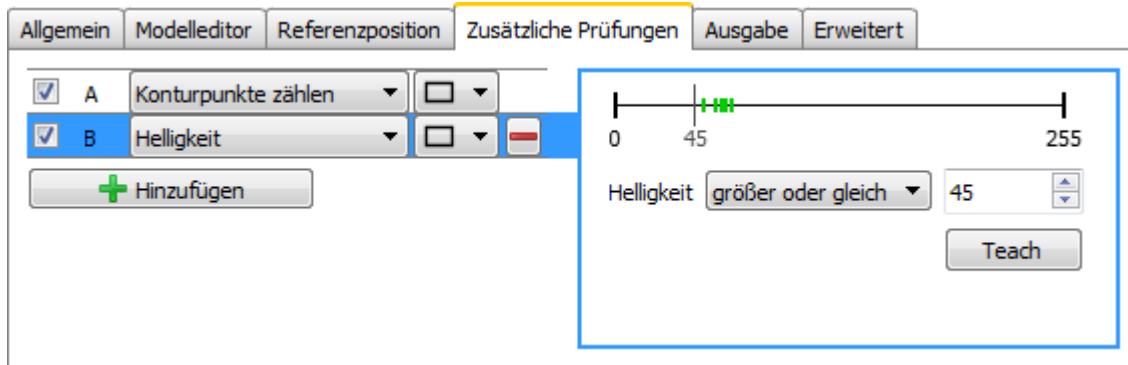 Allgemein Modelleditor Referenzposition Zusätzliche Prüfungen Ausgabe Erweitert
A Konturpunkte zählen
B Helligkeit
Hinzufügen
0 45 255
Helligkeit größer oder gleich 45
Teach